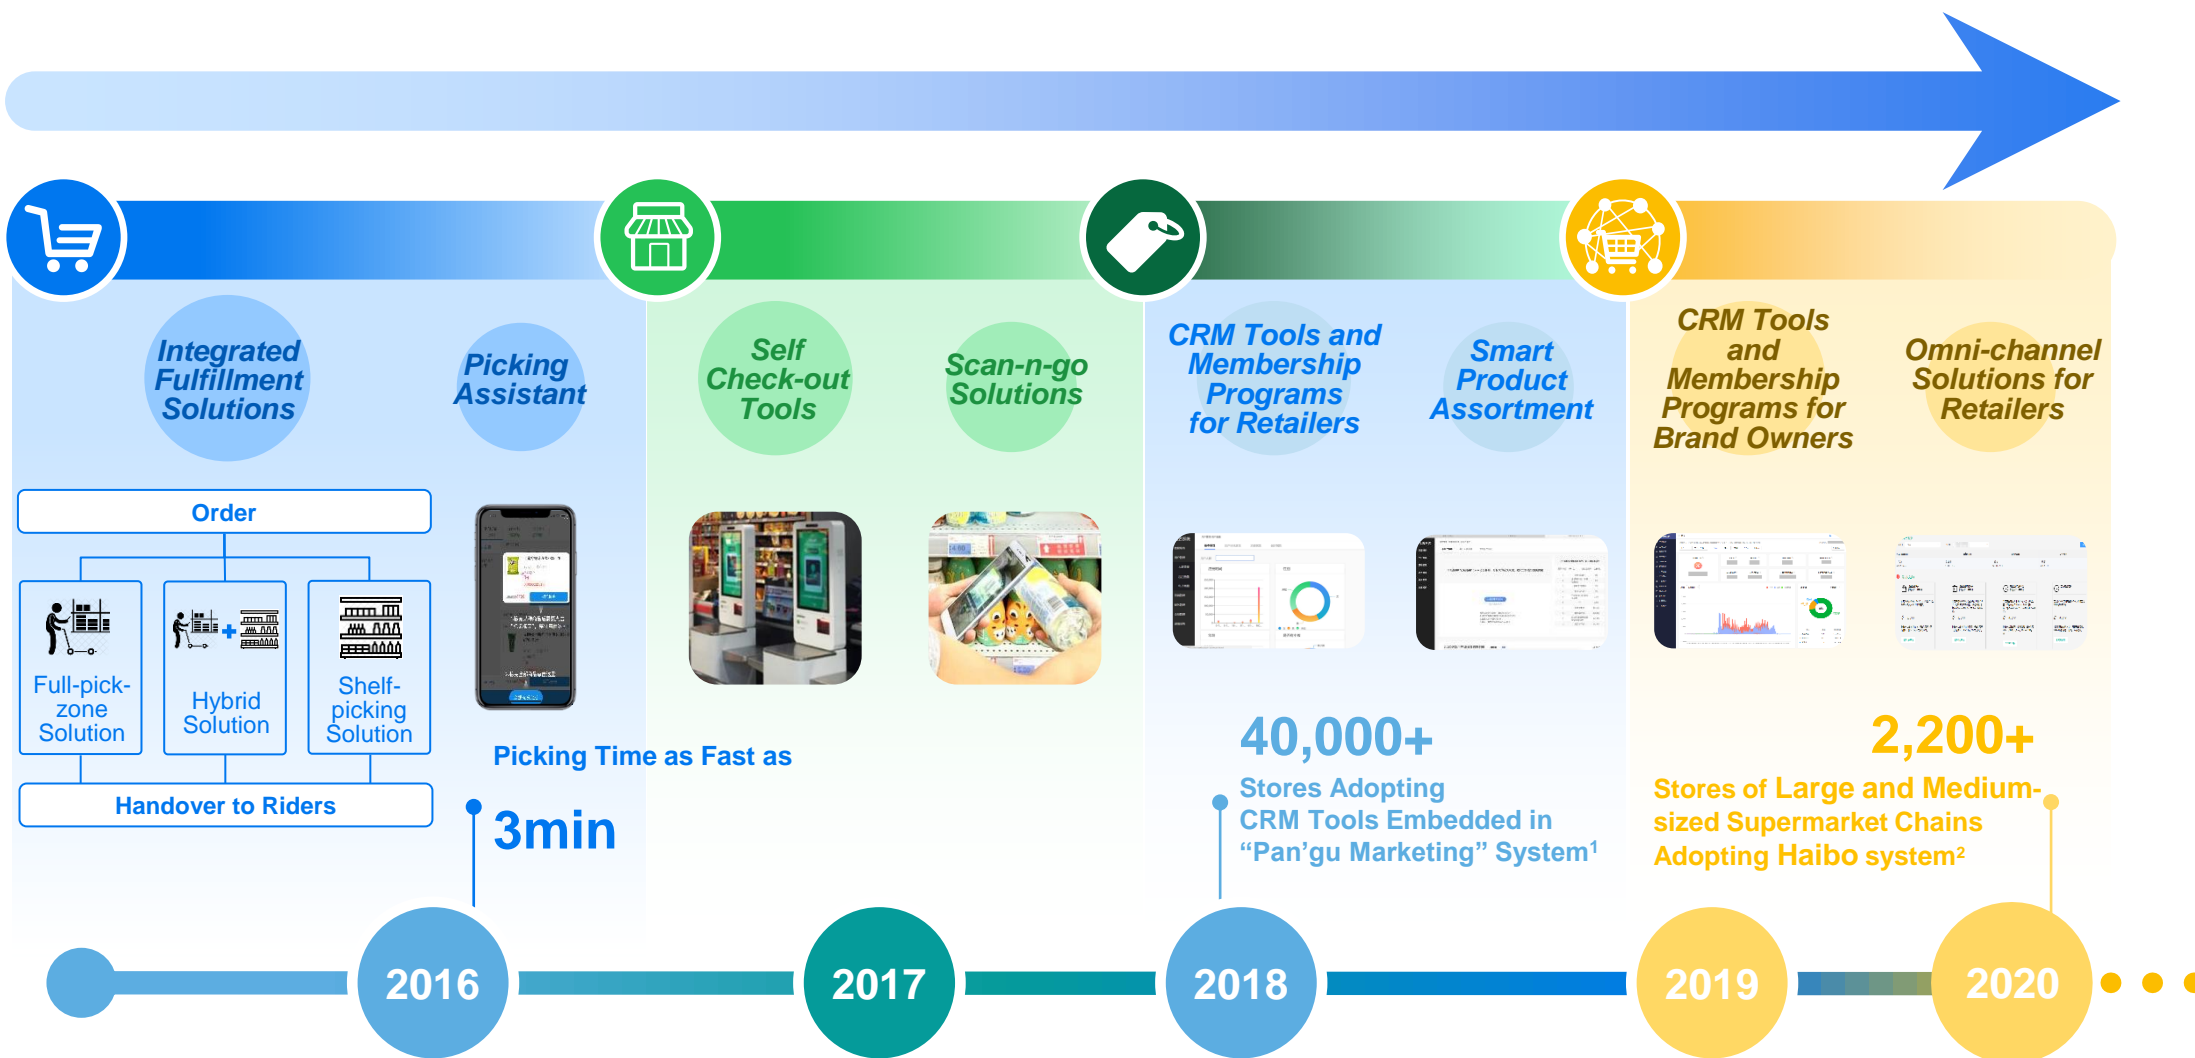 Integrated
Fulfillment
Solutions
Picking
Assistant
Self
Check-out
Tools
Scan-n-go
Solutions
CRM Tools and
Membership
Programs
for Retailers
Smart
Product
Assortment
CRM Tools
and
Membership
Programs for
Brand Owners
Omni-channel
Solutions for
Retailers
Order
Full-pick-
zone
Solution
Hybrid
Solution
Shelf-
picking
Solution
Handover to Riders
Picking Time as Fast as
3min
40,000+
Stores Adopting
CRM Tools Embedded in
“Pan’gu Marketing” System¹
2,200+
Stores of Large and Medium-
sized Supermarket Chains
Adopting Haibo system²
2016
2017
2018
2019
2020